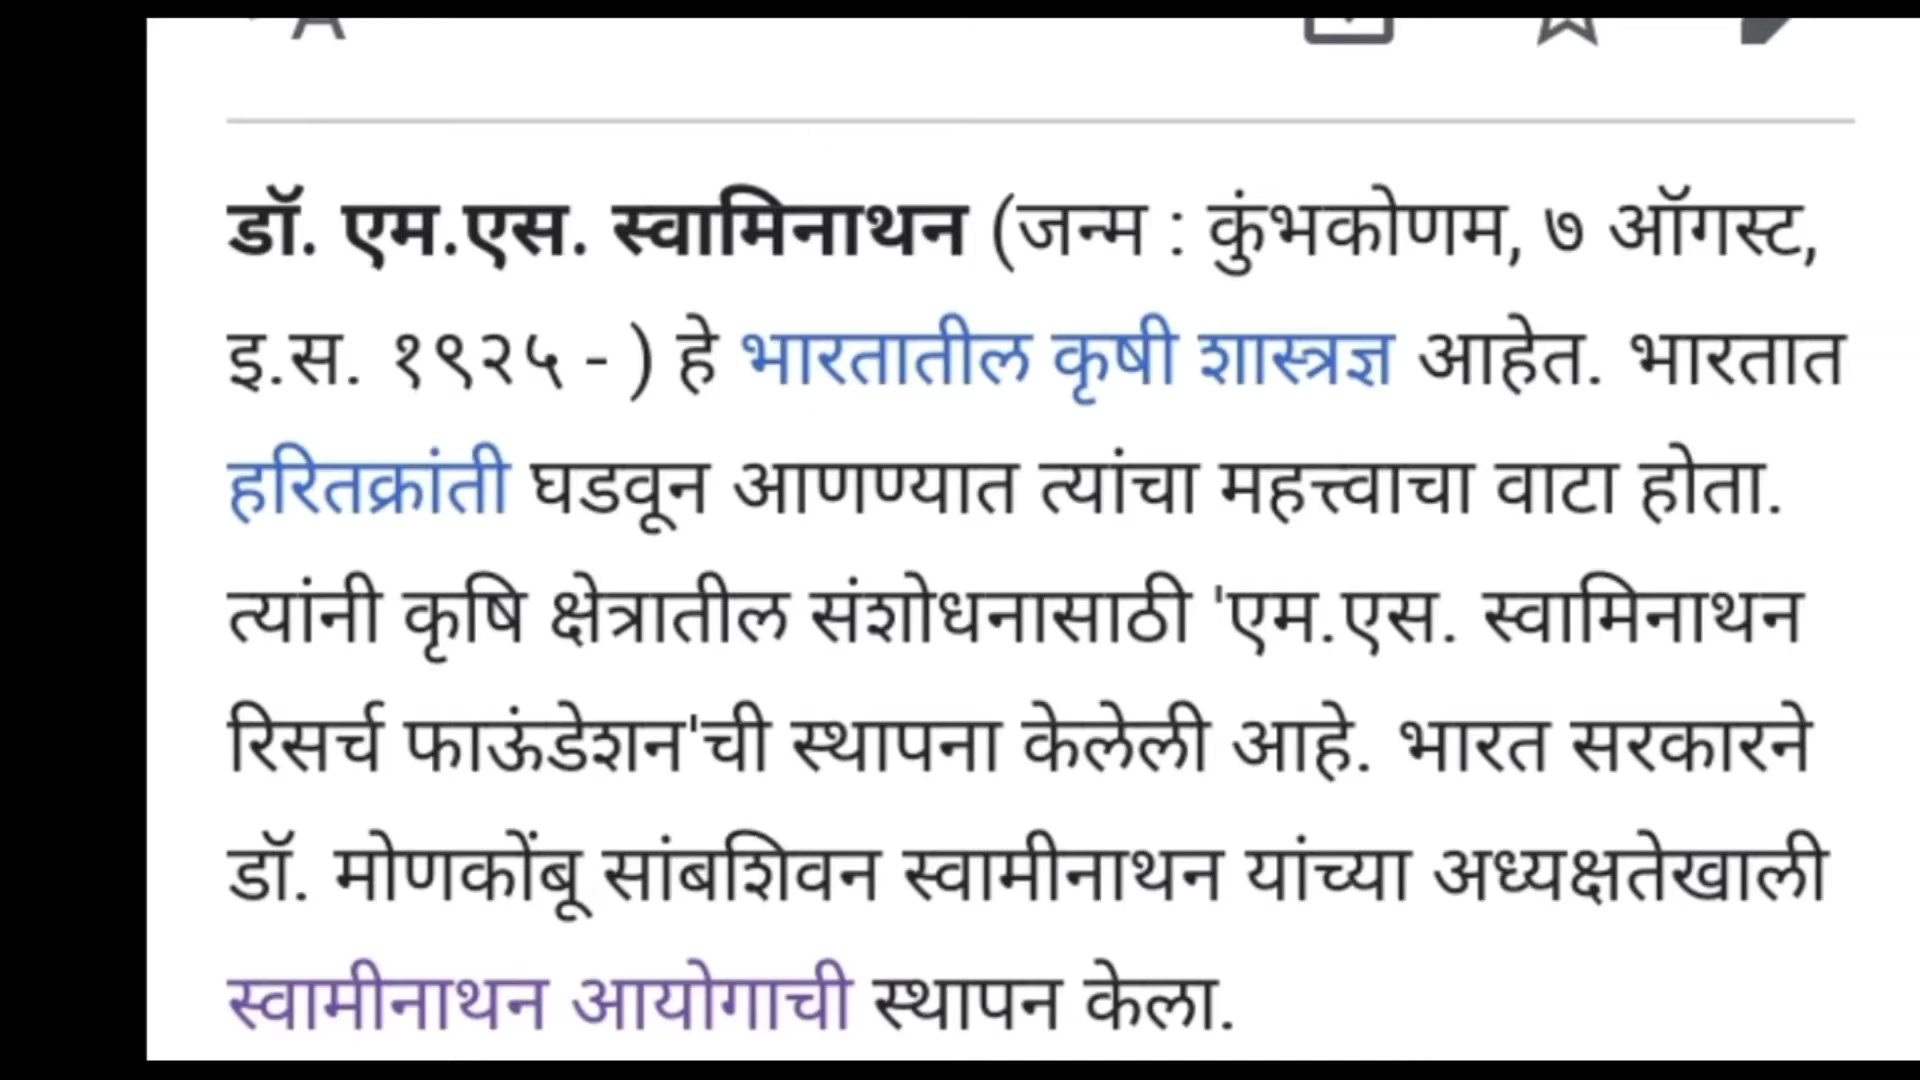 डॉ. एम.एस. स्वामिनाथन (जन्म : कुंभकोणम, ७ ऑगस्ट,
इ.स. १९२५ - ) हे भारतातील कृषी शास्त्रज्ञ आहेत. भारतात
हरितक्रांती घडवून आणण्यात त्यांचा महत्त्वाचा वाटा होता.
त्यांनी कृषि क्षेत्रातील संशोधनासाठी 'एम.एस. स्वामिनाथन
रिसर्च फाऊंडेशन'ची स्थापना केलेली आहे. भारत सरकारने
डॉ. मोणकोंबू सांबशिवन स्वामीनाथन यांच्या अध्यक्षतेखाली
स्वामीनाथन आयोगाची स्थापन केला.